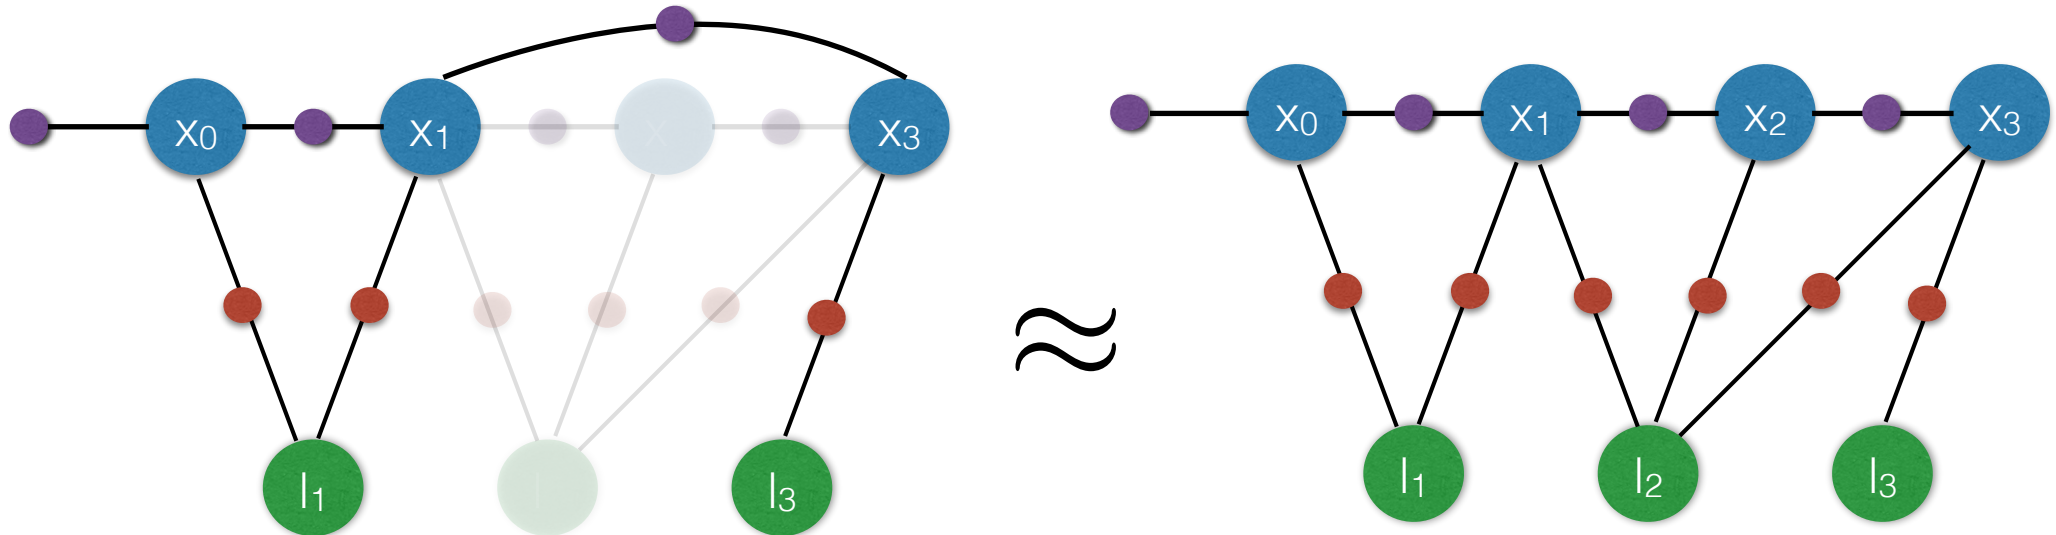 x₀ x₁ x₃ ≈ x₀ x₁ x₂ x₃
l₁ l₃ l₁ l₂ l₃